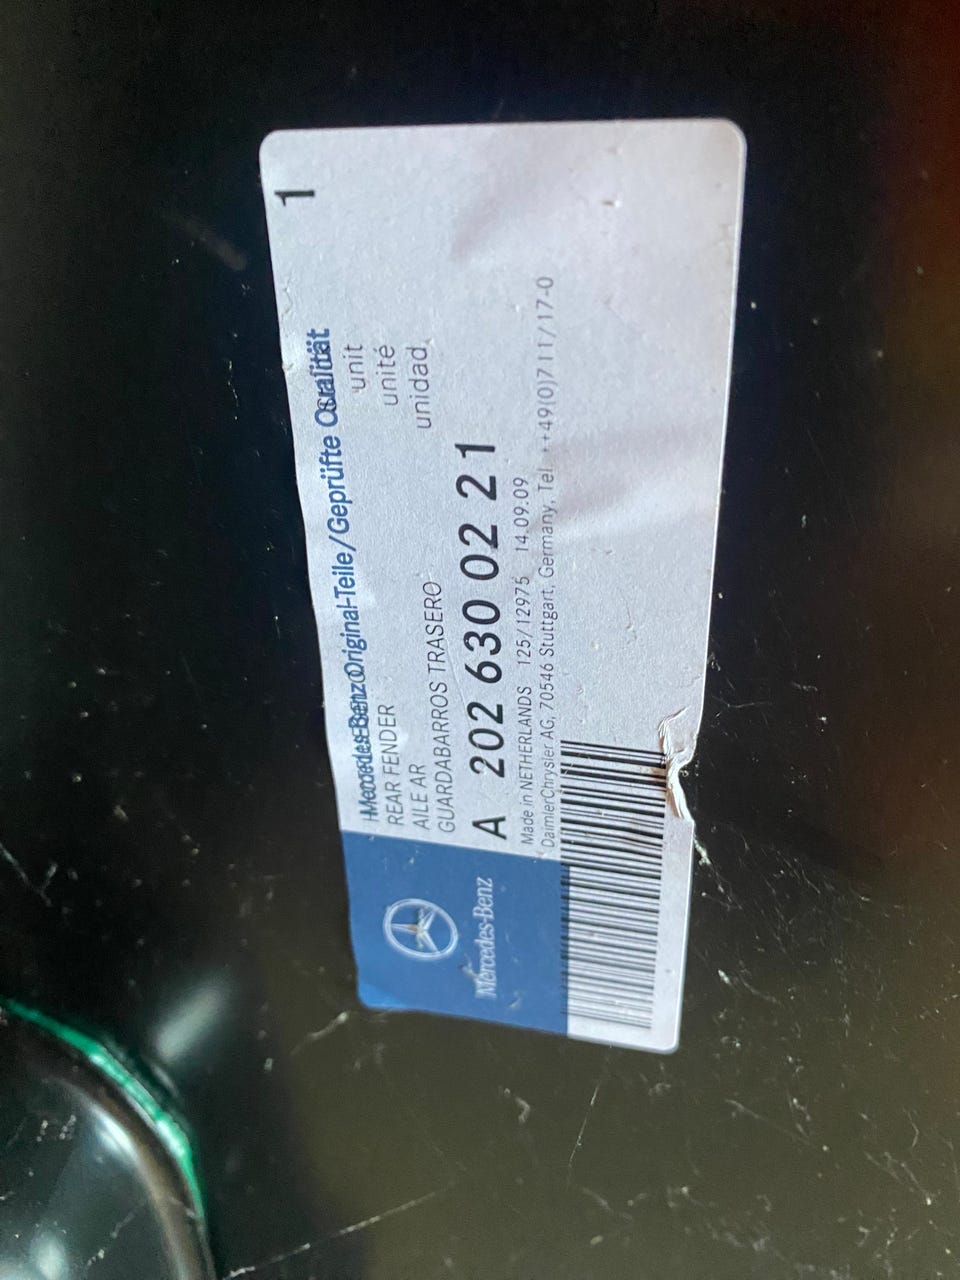 Mercedes-Benz Original-Teile/Geprüfte Qualität
1
REAR FENDER
unit
AILE AR
unité
GUARDABARROS TRASERO
unidad
A 202 630 02 21
Made in NETHERLANDS 125/12975 14.09.09
DaimlerChrysler AG, 70546 Stuttgart, Germany, Tel. ++49(0)711/17-0
Mercedes-Benz